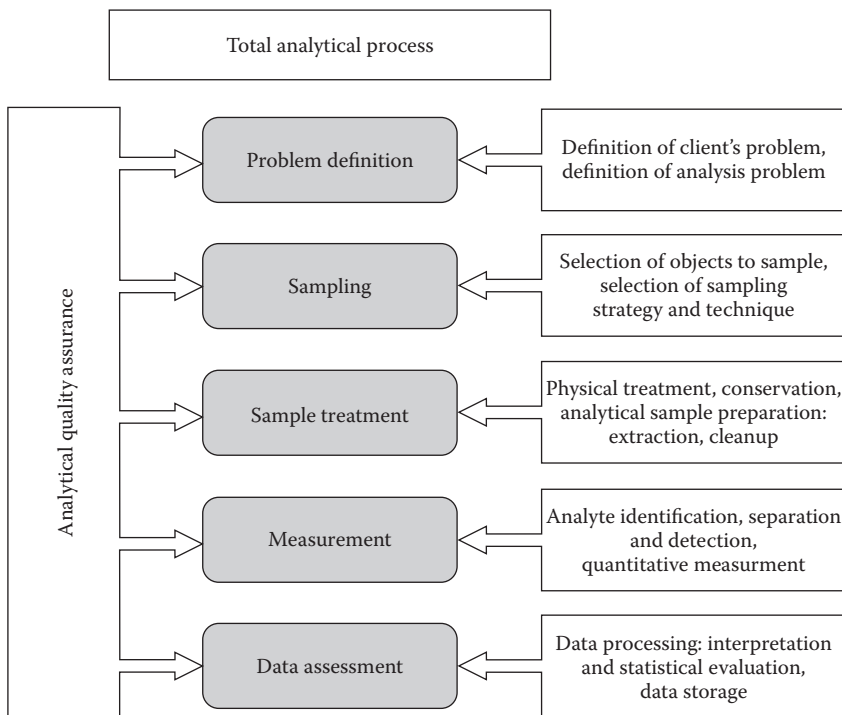 Total analytical process
Analytical quality assurance
Problem definition
Definition of client’s problem,
definition of analysis problem
Sampling
Selection of objects to sample,
selection of sampling
strategy and technique
Sample treatment
Physical treatment, conservation,
analytical sample preparation:
extraction, cleanup
Measurement
Analyte identification, separation
and detection,
quantitative measurment
Data assessment
Data processing: interpretation
and statistical evaluation,
data storage